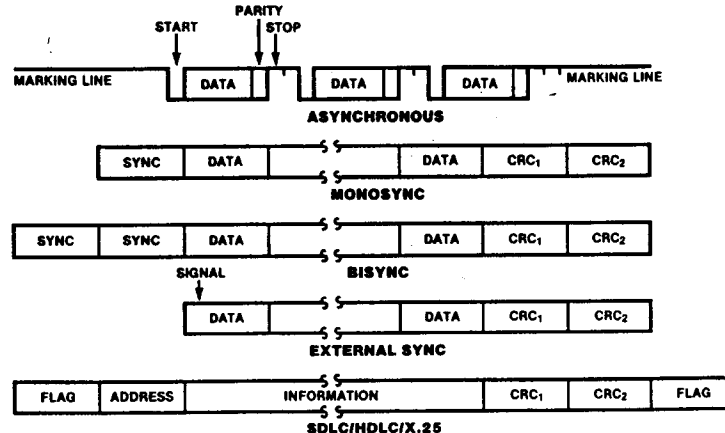 PARITY
START STOP
MARKING LINE DATA DATA DATA MARKING LINE
ASYNCHRONOUS
SYNC DATA DATA CRC₁ CRC₂
MONOSYNC
SYNC SYNC DATA DATA CRC₁ CRC₂
BISYNC
SIGNAL
DATA DATA CRC₁ CRC₂
EXTERNAL SYNC
FLAG ADDRESS INFORMATION CRC₁ CRC₂ FLAG
SDLC/HDLC/X.25